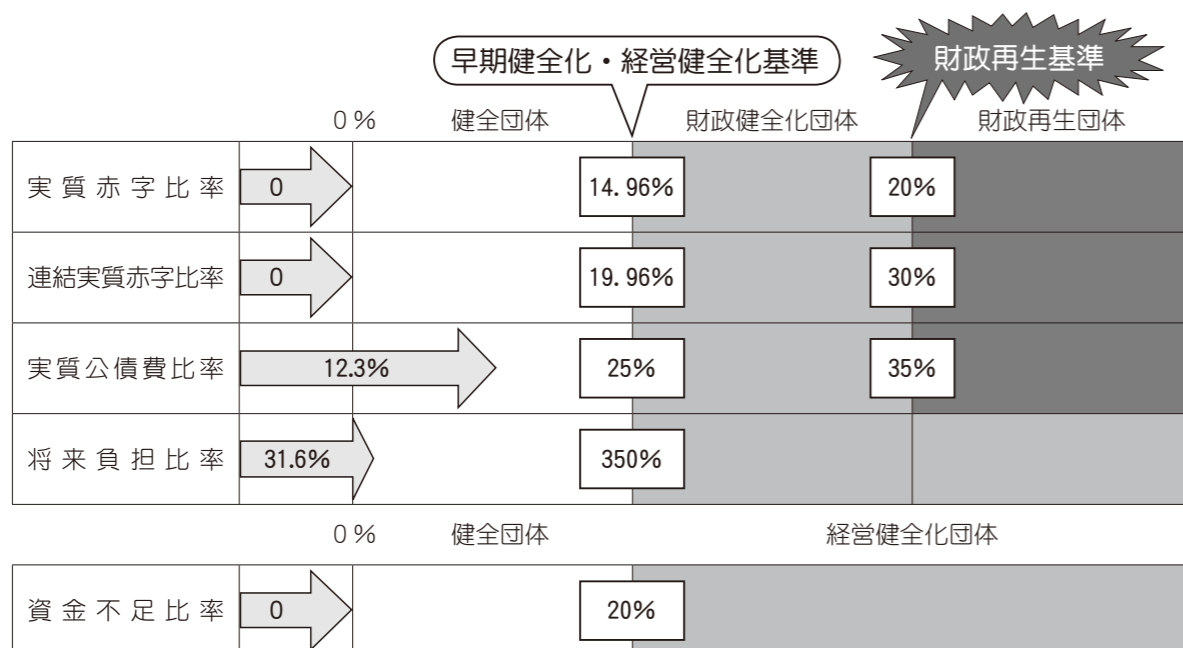 早期健全化・経営健全化基準
財政再生基準
0% 健全団体 財政健全化団体 財政再生団体
実質赤字比率 0 14.96% 20%
連結実質赤字比率 0 19.96% 30%
実質公債費比率 12.3% 25% 35%
将来負担比率 31.6% 350%
0% 健全団体 経営健全化団体
資金不足比率 0 20%